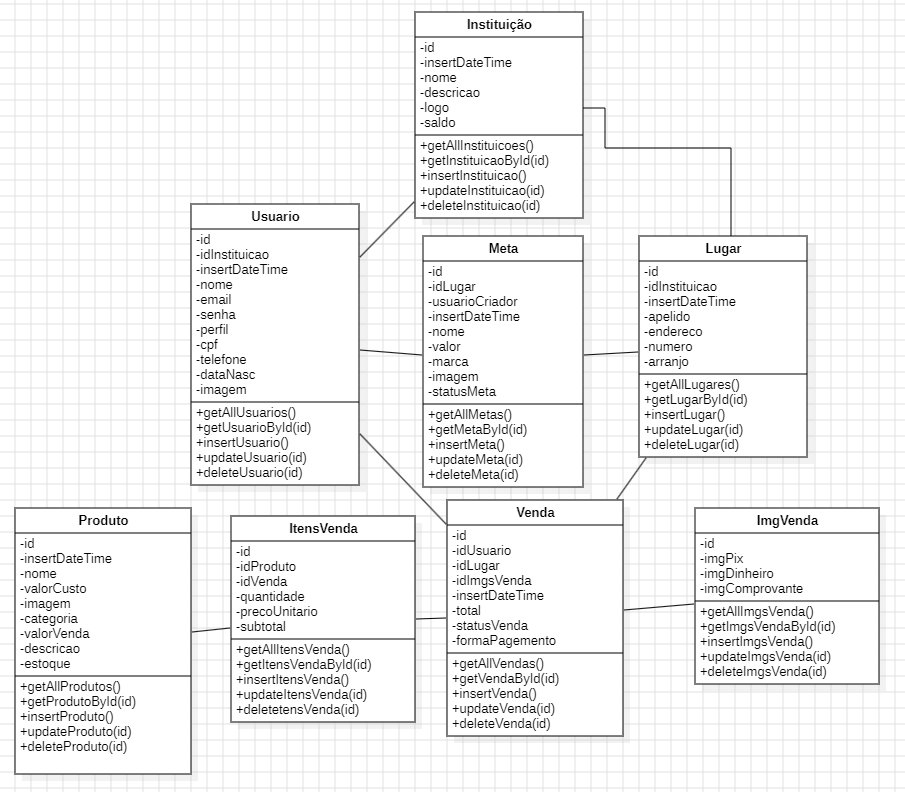 Instituição
-id
-insertDateTime
-nome
-descricao
-logo
-saldo
+getAllInstituicoes()
+getInstituicaoById(id)
+insertInstituicao()
+updateInstituicao(id)
+deleteInstituicao(id)
Usuario
-id
-idInstituicao
-insertDateTime
-nome
-email
-senha
-perfil
-cpf
-telefone
-dataNasc
-imagem
+getAllUsuarios()
+getUsuarioById(id)
+insertUsuario()
+updateUsuario(id)
+deleteUsuario(id)
Meta
-id
-idLugar
-usuarioCriador
-insertDateTime
-nome
-valor
-marca
-imagem
-statusMeta
+getAllMetas()
+getMetaById(id)
+insertMeta()
+updateMeta(id)
+deleteMeta(id)
Lugar
-id
-idInstituicao
-insertDateTime
-apelido
-endereco
-numero
-arranjo
+getAllLugares()
+getLugarById(id)
+insertLugar()
+updateLugar(id)
+deleteLugar(id)
Produto
-id
-insertDateTime
-nome
-valorCusto
-imagem
-categoria
-valorVenda
-descricao
-estoque
+getAllProdutos()
+getProdutoById(id)
+insertProduto()
+updateProduto(id)
+deleteProduto(id)
ItensVenda
-id
-idProduto
-idVenda
-quantidade
-precoUnitario
-subtotal
+getAllItensVenda()
+getItensVendaById(id)
+insertItensVenda()
+updateItensVenda(id)
+deletetensVenda(id)
Venda
-id
-idUsuario
-idLugar
-idImgsVenda
-insertDateTime
-total
-statusVenda
-formaPagemento
+getAllVendas()
+getVendaById(id)
+insertVenda()
+updateVenda(id)
+deleteVenda(id)
ImgVenda
-id
-imgPix
-imgDinheiro
-imgComprovante
+getAllImgsVenda()
+getImgsVendaById(id)
+insertImgsVenda()
+updateImgsVenda(id)
+deleteImgsVenda(id)